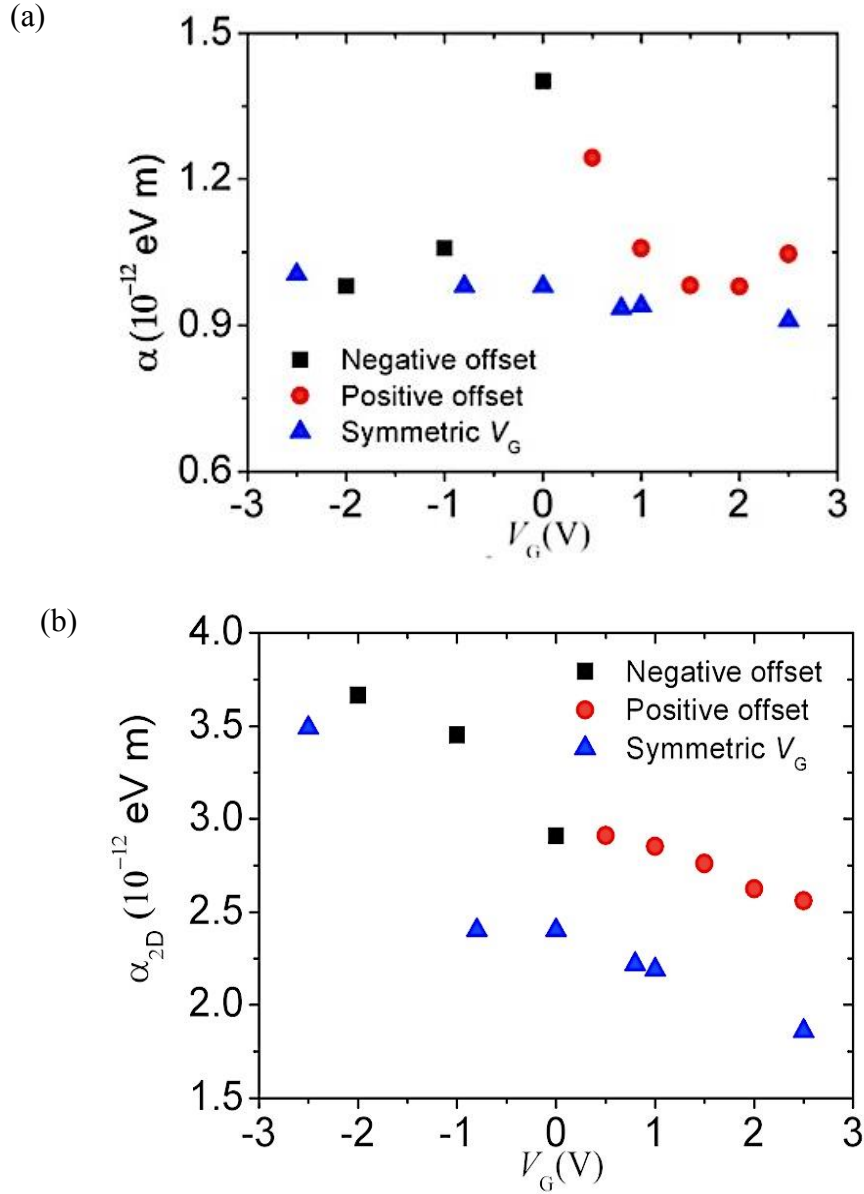 (a)
1.5
1.2
0.9
0.6
α (10⁻¹² eV m)
Negative offset
Positive offset
Symmetric V_G
-3 -2 -1 0 1 2 3
V_G(V)
(b)
4.0
3.5
3.0
2.5
2.0
1.5
α_2D (10⁻¹² eV m)
Negative offset
Positive offset
Symmetric V_G
-3 -2 -1 0 1 2 3
V_G(V)